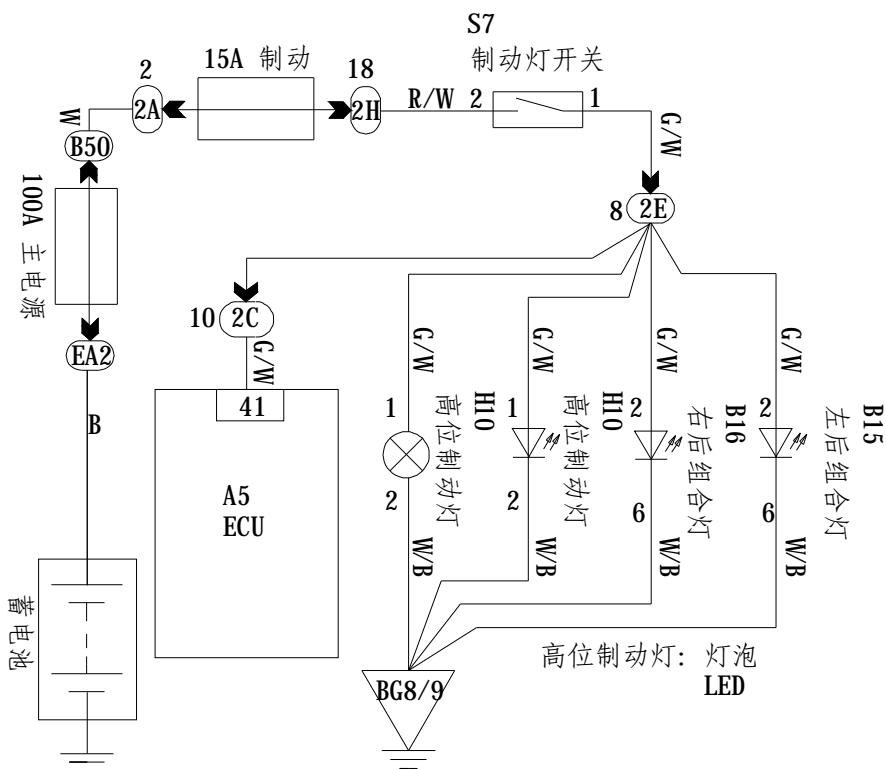 S7
制动灯开关
15A 制动
2
2A
18
2H
R/W
2
1
W
B50
G/W
100A 主电源
8
2E
10
2C
EA2
G/W
G/W
G/W
G/W
G/W
B
41
A5
ECU
1
高位制动灯
H10
2
1
高位制动灯
H10
2
2
右后组合灯
B16
6
2
左后组合灯
B15
6
W/B
W/B
W/B
W/B
蓄电池
高位制动灯: 灯泡
LED
BG8/9